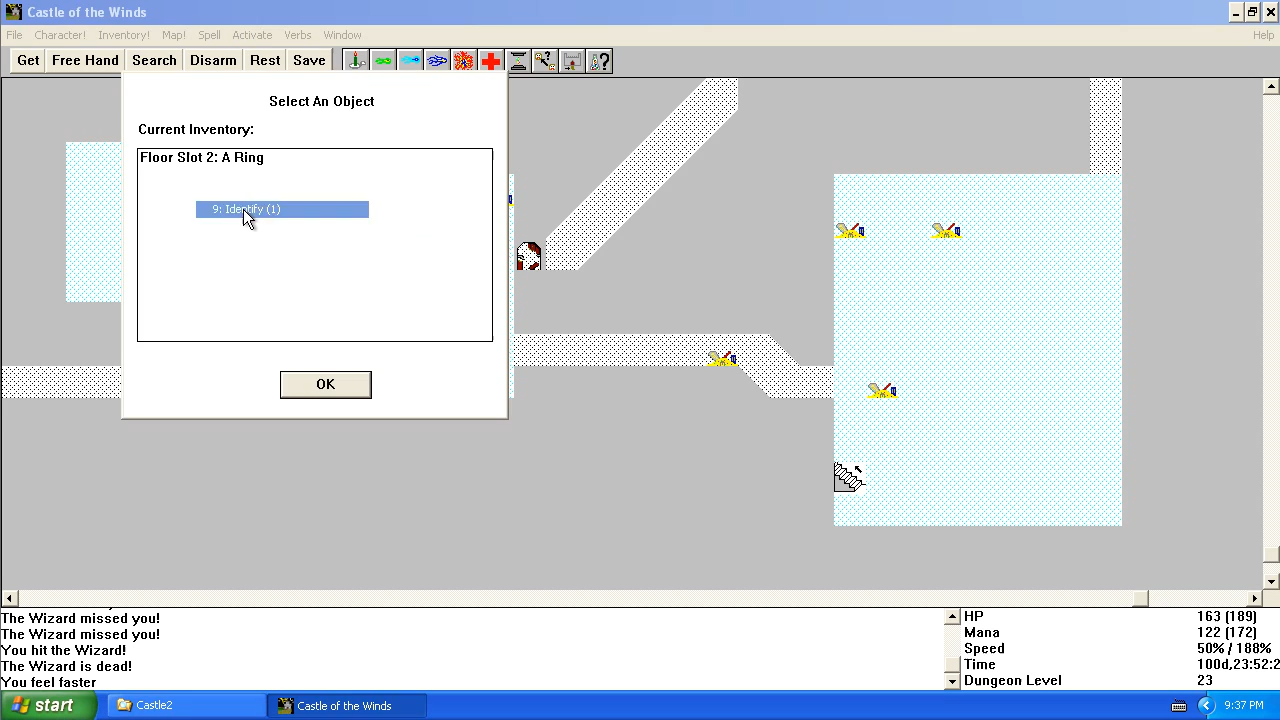 Castle of the Winds
File Character! Inventory! Map! Spell Activate Verbs Window Help
Get Free Hand Search Disarm Rest Save
Select An Object
Current Inventory:
Floor Slot 2: A Ring
9: Identify (1)
OK
The Wizard missed you!
The Wizard missed you!
You hit the Wizard!
The Wizard is dead!
You feel faster
HP 163 (189)
Mana 122 (172)
Speed 50% / 188%
Time 100d,23:52:2
Dungeon Level 23
start Castle2 Castle of the Winds 9:37 PM